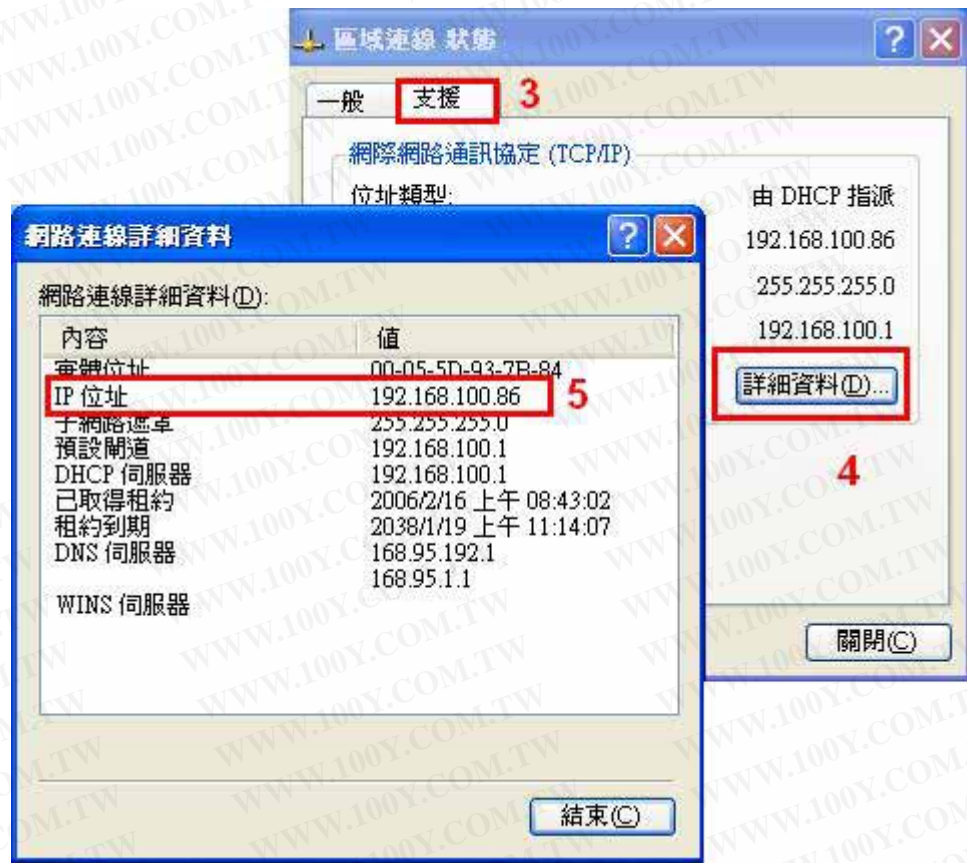 區域連線 狀態
一般
支援
3
網際網路通訊協定 (TCP/IP)
位址類型:
由 DHCP 指派
192.168.100.86
255.255.255.0
192.168.100.1
詳細資料(D)...
4
關閉(C)
網路連線詳細資料
網路連線詳細資料(D):
內容 值
實體位址 00-05-5D-93-7B-84
IP 位址 192.168.100.86
5
子網路遮罩 255.255.255.0
預設閘道 192.168.100.1
DHCP 伺服器 192.168.100.1
已取得租約 2006/2/16 上午 08:43:02
租約到期 2038/1/19 上午 11:14:07
DNS 伺服器 168.95.192.1
168.95.1.1
WINS 伺服器
結束(C)
WWW.100Y.COM.TW